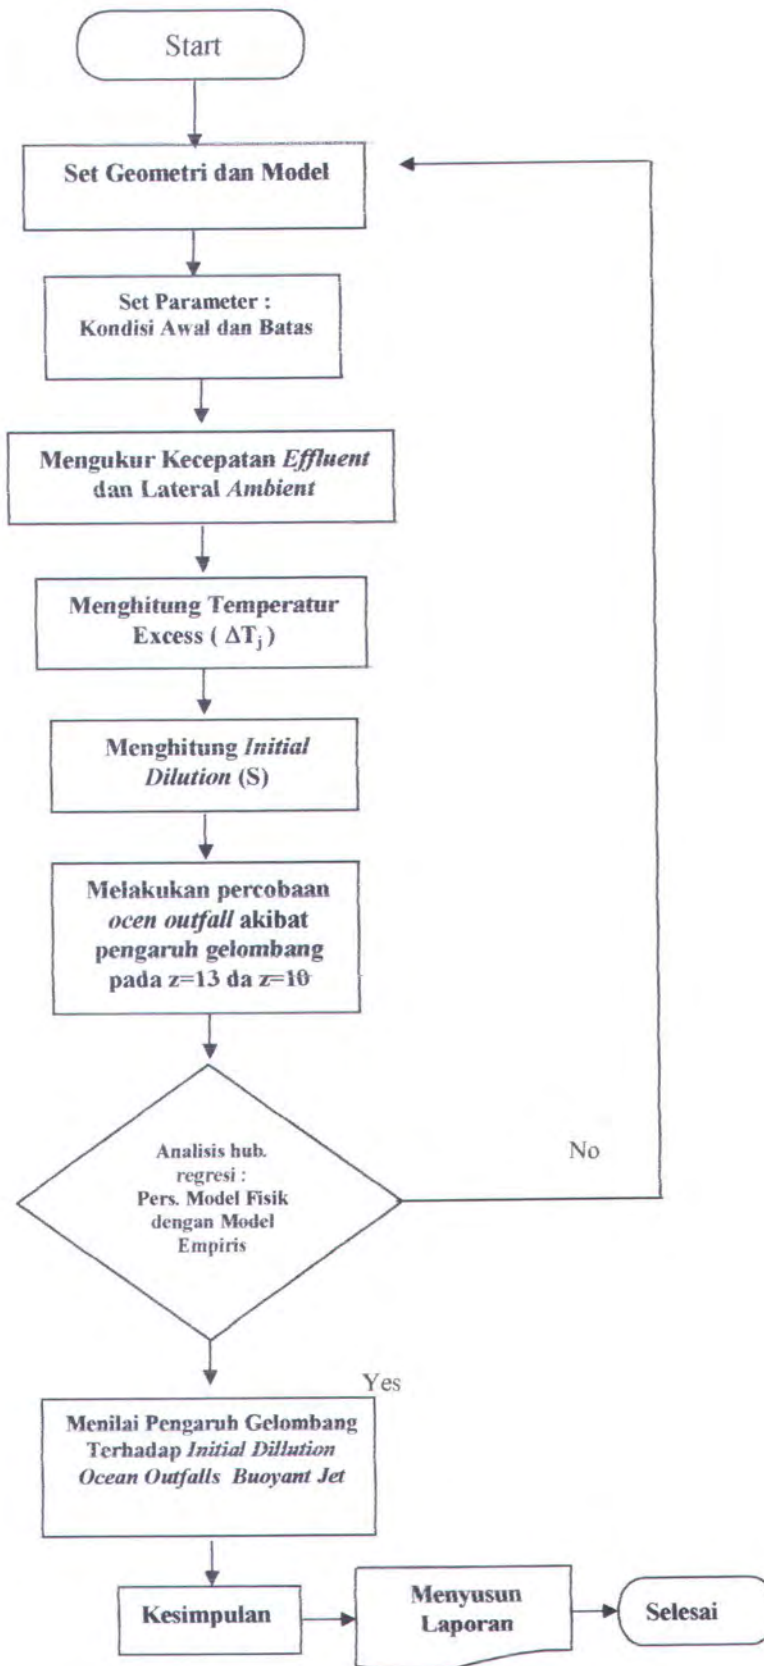 Start
Set Geometri dan Model
Set Parameter :
Kondisi Awal dan Batas
Mengukur Kecepatan Effluent
dan Lateral Ambient
Menghitung Temperatur
Excess ( ΔTj )
Menghitung Initial
Dilution (S)
Melakukan percobaan
ocen outfall akibat
pengaruh gelombang
pada z=13 da z=10
Analisis hub.
regresi :
Pers. Model Fisik
dengan Model
Empiris
No
Yes
Menilai Pengaruh Gelombang
Terhadap Initial Dillution
Ocean Outfalls Buoyant Jet
Kesimpulan
Menyusun
Laporan
Selesai